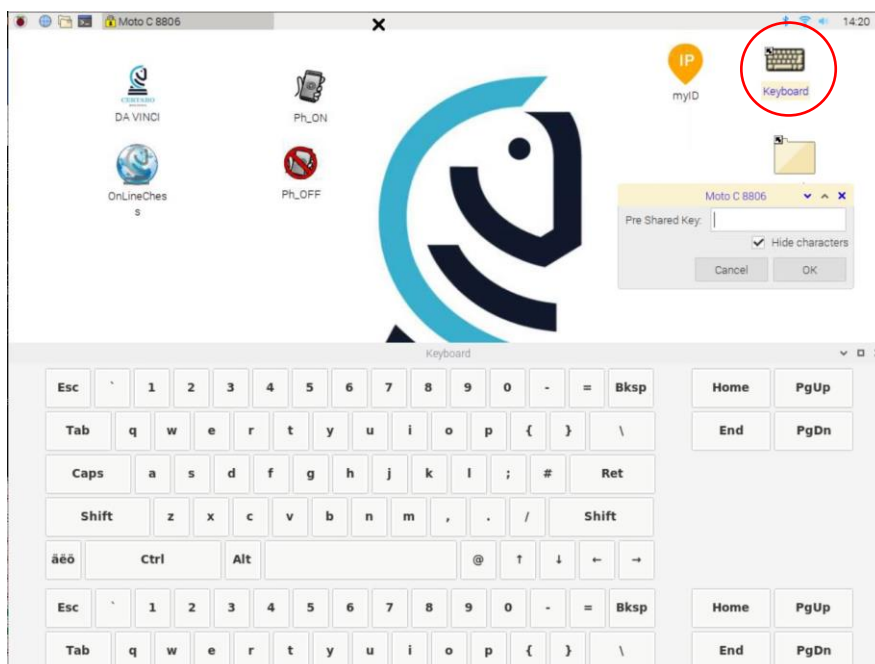 Moto C 8806
14:20
CERTABO
DA VINCI
Ph_ON
IP
myID
Keyboard
OnLineChes
s
Ph_OFF
Moto C 8806
Pre Shared Key:
Hide characters
Cancel OK
Keyboard
Esc ` 1 2 3 4 5 6 7 8 9 0 - = Bksp Home PgUp
Tab q w e r t y u i o p { } \ End PgDn
Caps a s d f g h j k l ; # Ret
Shift z x c v b n m , . / Shift
äëö Ctrl Alt @ ↑ ↓ ← →
Esc ` 1 2 3 4 5 6 7 8 9 0 - = Bksp Home PgUp
Tab q w e r t y u i o p { } \ End PgDn